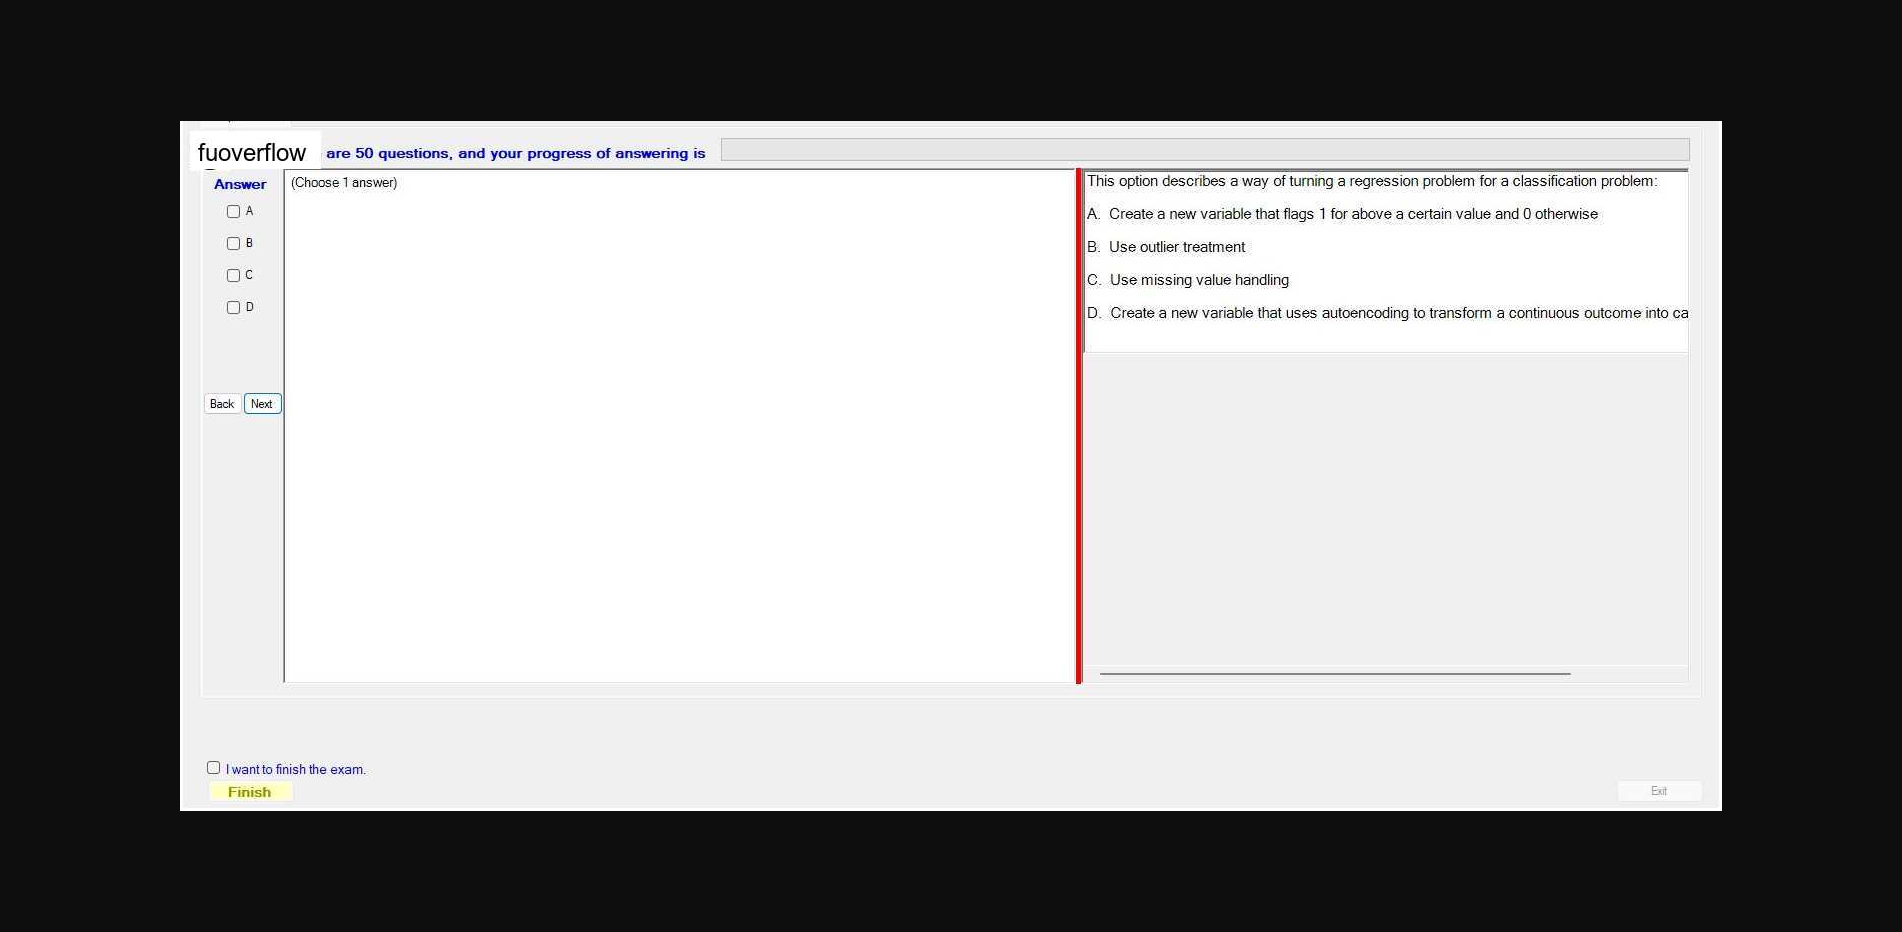 fuoverflow are 50 questions, and your progress of answering is
Answer
A
B
C
D
Back Next
(Choose 1 answer)
This option describes a way of turning a regression problem for a classification problem:
A. Create a new variable that flags 1 for above a certain value and 0 otherwise
B. Use outlier treatment
C. Use missing value handling
D. Create a new variable that uses autoencoding to transform a continuous outcome into ca
I want to finish the exam.
Finish
Exit